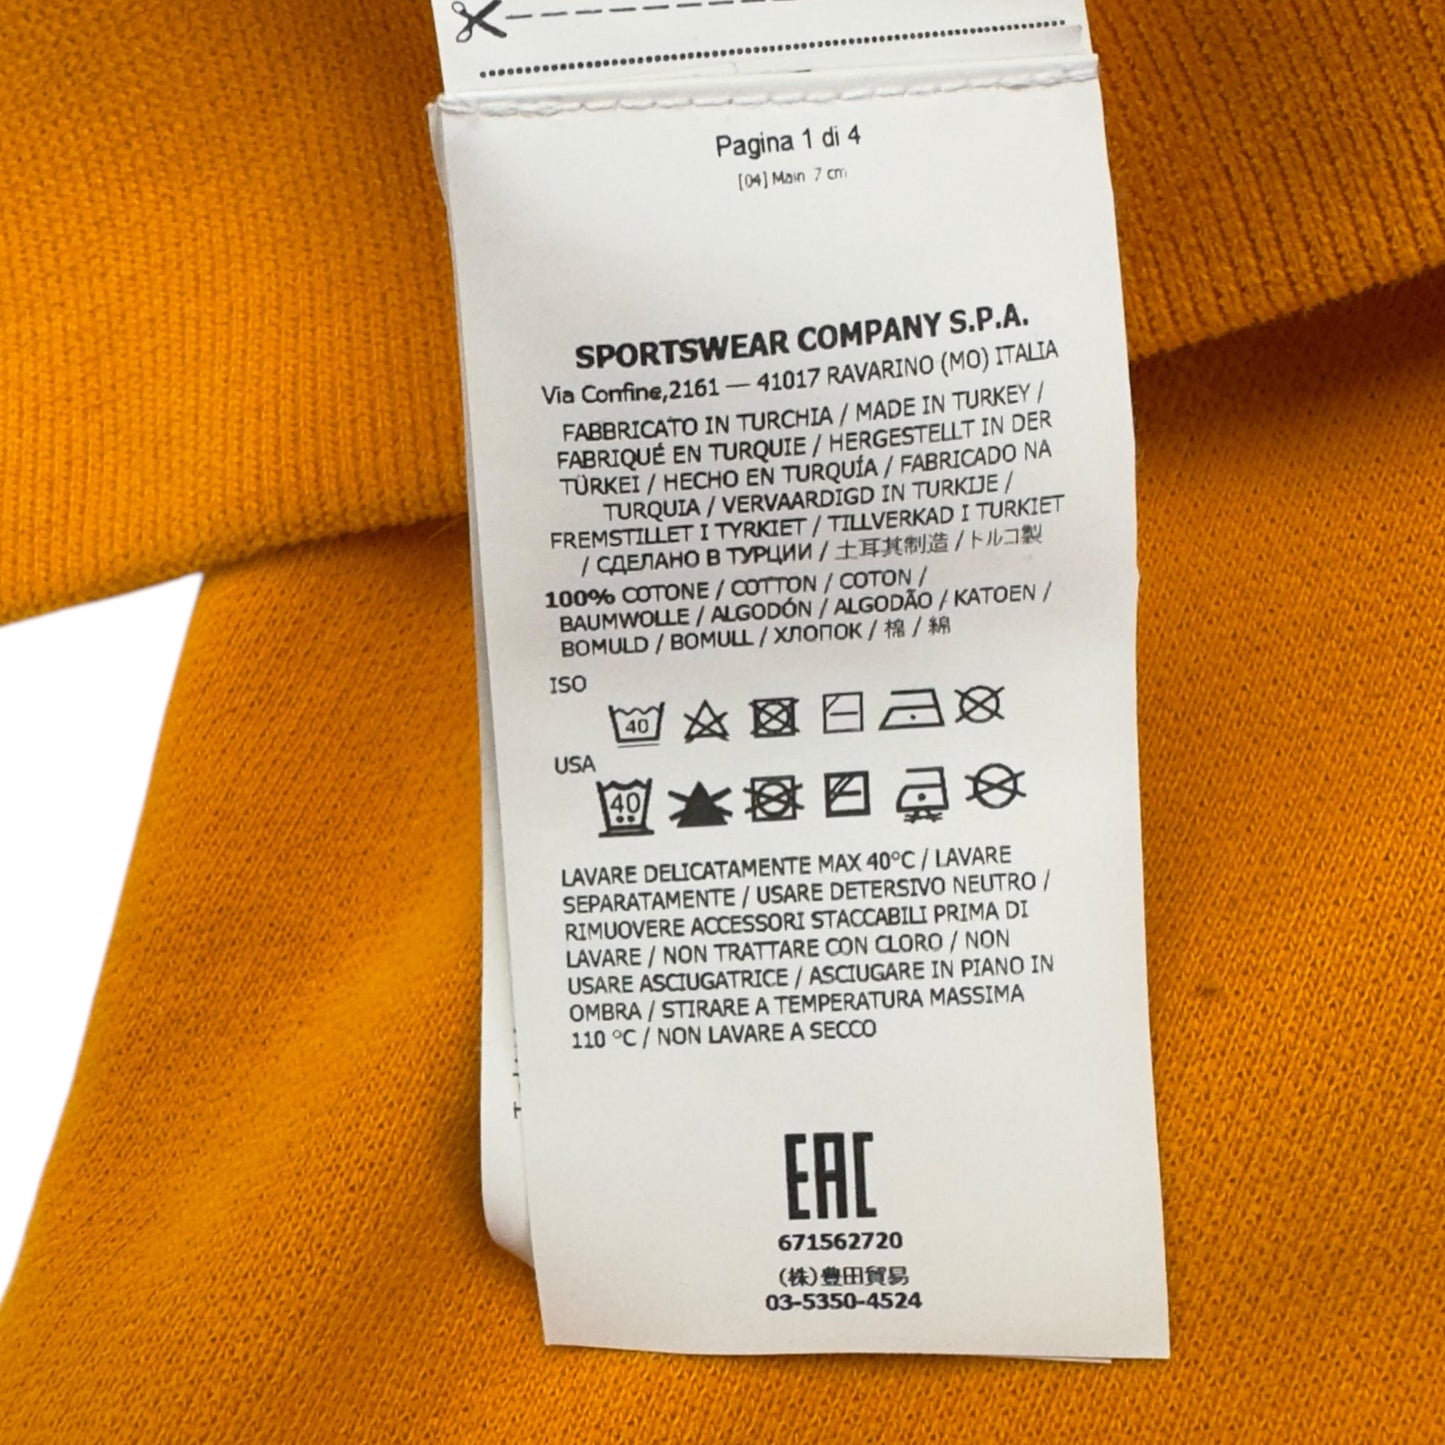 Pagina 1 di 4
[04] Main 7 cm
SPORTSWEAR COMPANY S.P.A.
Via Confine,2161 — 41017 RAVARINO (MO) ITALIA
FABBRICATO IN TURCHIA / MADE IN TURKEY /
FABRIQUÉ EN TURQUIE / HERGESTELLT IN DER
TÜRKEI / HECHO EN TURQUÍA / FABRICADO NA
TURQUIA / VERVAARDIGD IN TURKIJE /
FREMSTILLET I TYRKIET / TILLVERKAD I TURKIET
/ СДЕЛАНО В ТУРЦИИ / 土耳其制造 / トルコ製
100% COTONE / COTTON / COTON /
BAUMWOLLE / ALGODÓN / ALGODÃO / KATOEN /
BOMULD / BOMULL / ХЛОПОК / 棉 / 綿
ISO
40
USA
40
LAVARE DELICATAMENTE MAX 40°C / LAVARE
SEPARATAMENTE / USARE DETERSIVO NEUTRO /
RIMUOVERE ACCESSORI STACCABILI PRIMA DI
LAVARE / NON TRATTARE CON CLORO / NON
USARE ASCIUGATRICE / ASCIUGARE IN PIANO IN
OMBRA / STIRARE A TEMPERATURA MASSIMA
110 °C / NON LAVARE A SECCO
EAC
671562720
(株)豊田貿易
03-5350-4524